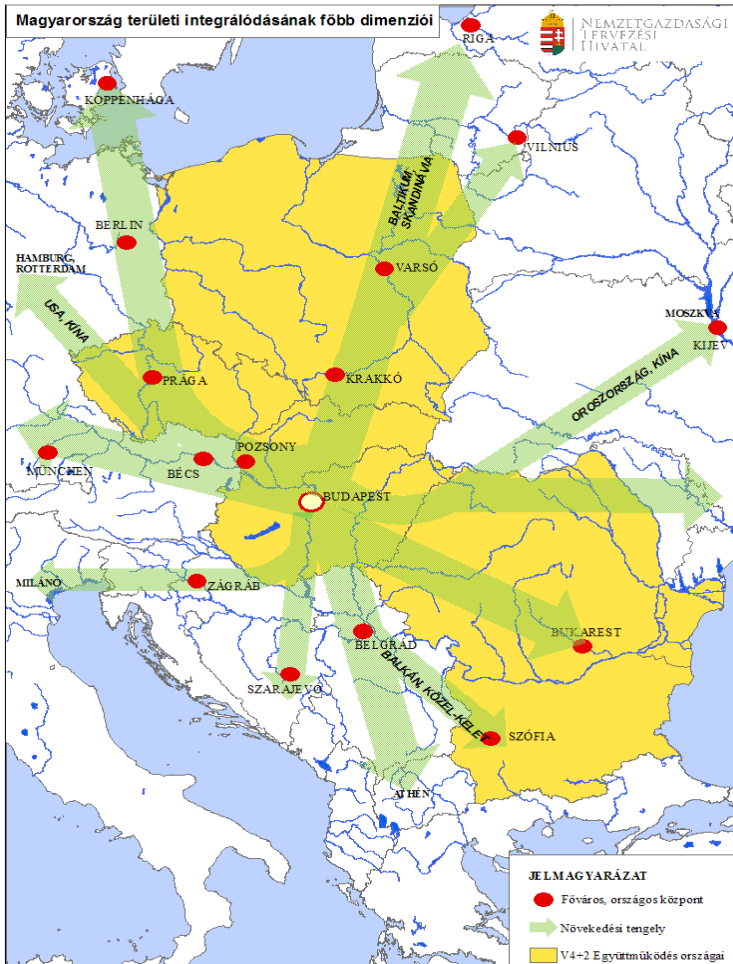 Magyarország területi integrálódásának főbb dimenziói
NEMZETGAZDASÁGI
TERVEZÉSI
HIVATAL
RIGA
KOPPENHÁGA
VILNIUS
BALTIKUM,
SKANDINÁVIA
BERLIN
HAMBURG,
ROTTERDAM
VARSÓ
USA, KÍNA
MOSZKVA
KIJEV
PRÁGA
KRAKKÓ
OROSZORSZÁG, KÍNA
POZSONY
MÜNCHEN
BÉCS
BUDAPEST
MILÁNÓ
ZÁGRÁB
BELGRÁD
BUKAREST
SZARAJEVÓ
BALKÁN, KÖZEL-KELET
SZÓFIA
ATHÉN
JELMAGYARÁZAT
Főváros, országos központ
Növekedési tengely
V4+2 Együttműködés országai